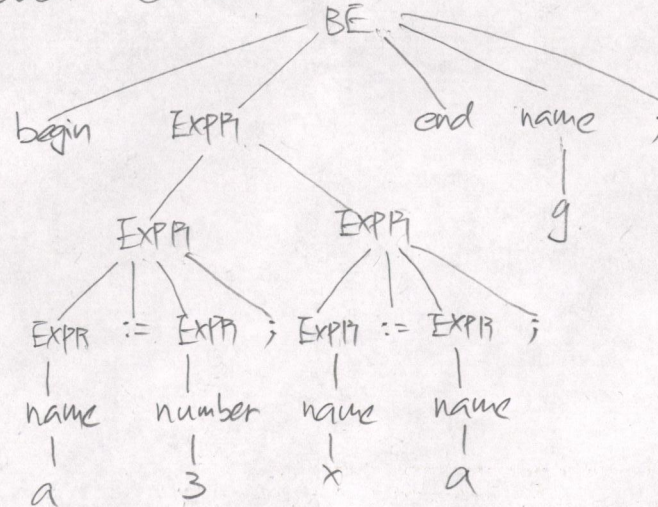 BE
begin EXPR end name ;
g
EXPR EXPR
EXPR := EXPR ; EXPR := EXPR ;
name number name name
a 3 x a